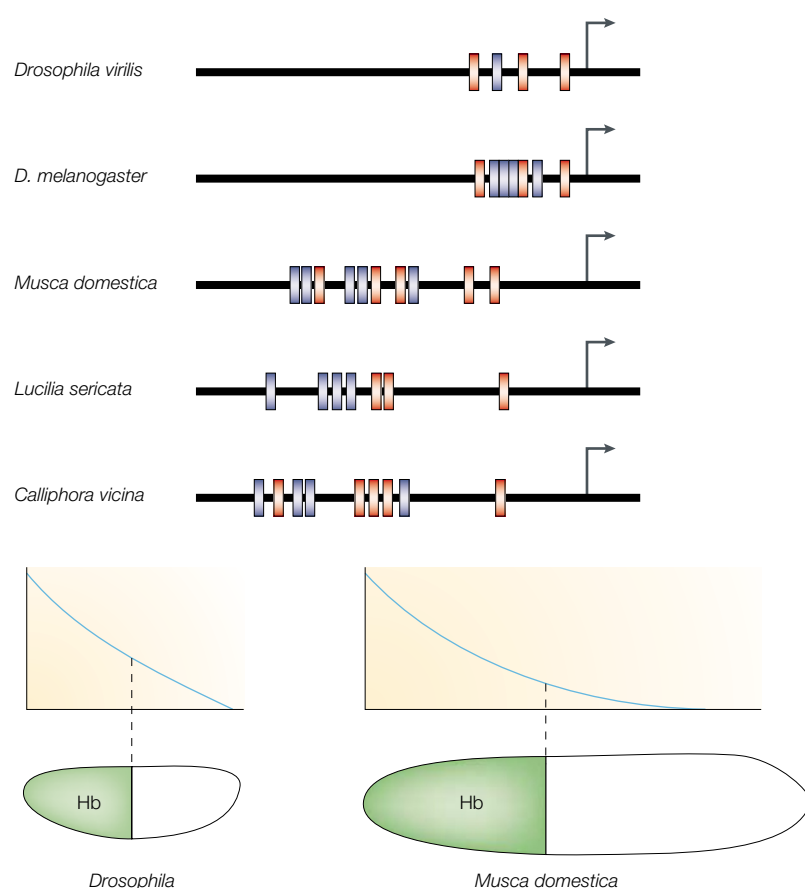 Drosophila virilis
D. melanogaster
Musca domestica
Lucilia sericata
Calliphora vicina
Hb
Hb
Drosophila
Musca domestica